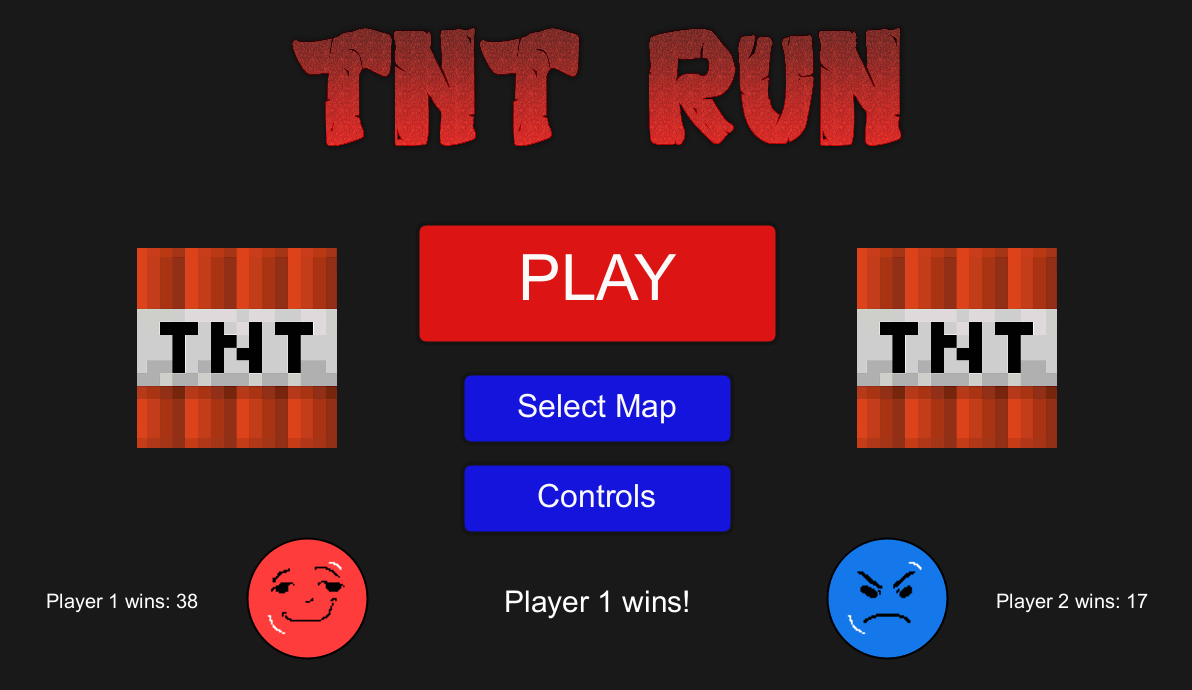 TNT RUN
PLAY
TNT
TNT
Select Map
Controls
Player 1 wins: 38
Player 1 wins!
Player 2 wins: 17